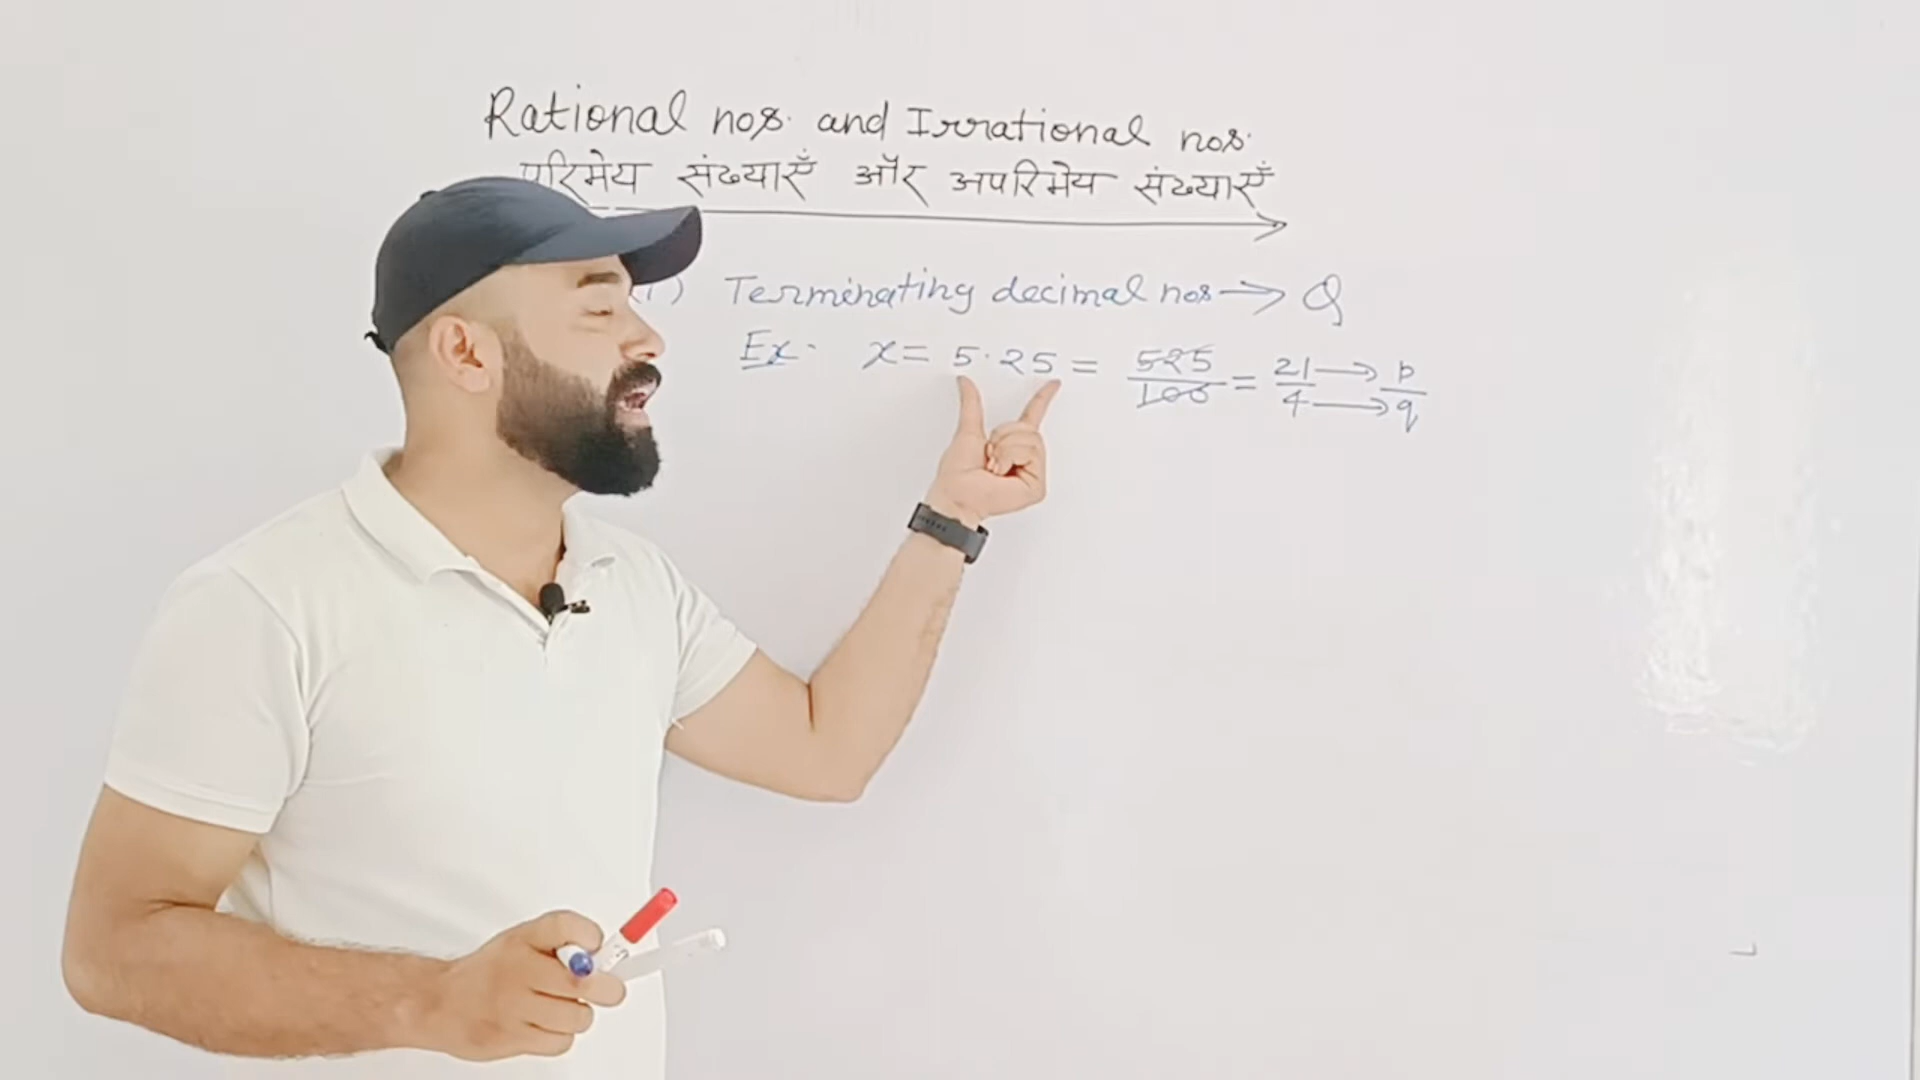 Rational nos. and Irrational nos.
परिमेय संख्याएँ और अपरिमेय संख्याएँ
(i) Terminating decimal nos → Q
Ex. x = 5.25 = 525/100 = 21/4 → p/q